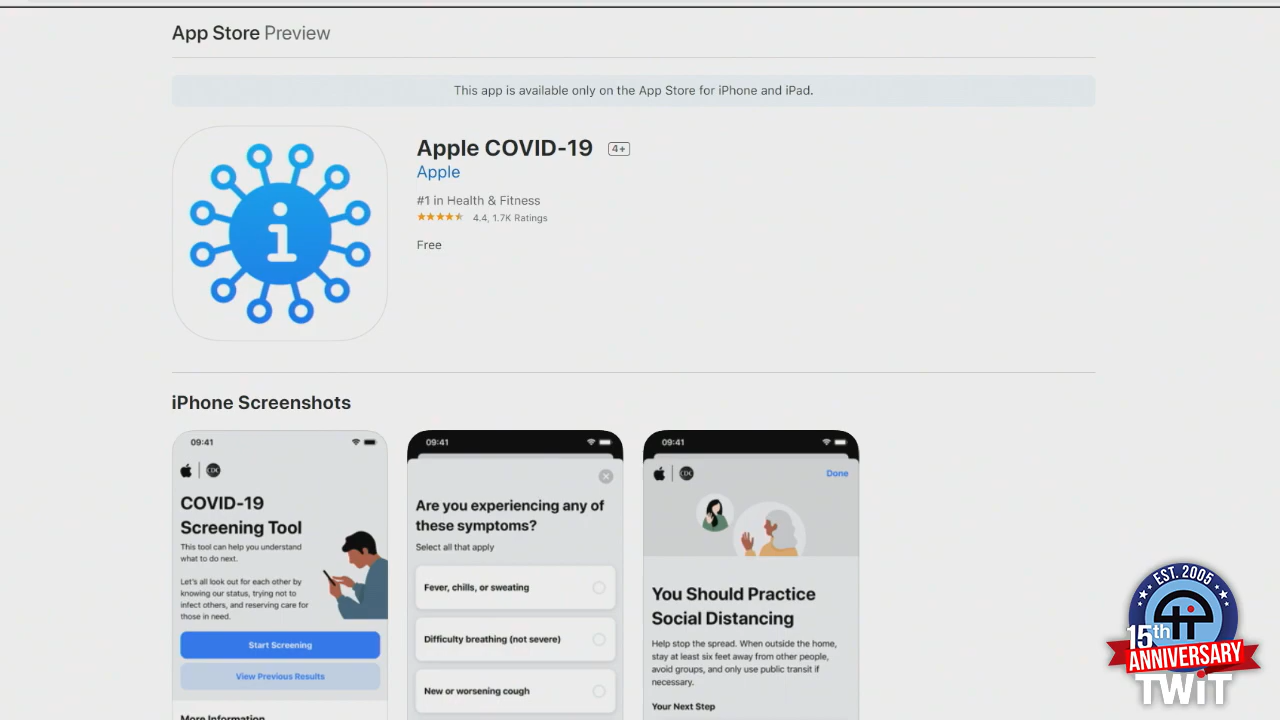 App Store Preview
This app is available only on the App Store for iPhone and iPad.
Apple COVID-19 4+
Apple
#1 in Health & Fitness
4.4, 1.7K Ratings
Free
iPhone Screenshots
09:41
CDC
COVID-19
Screening Tool
This tool can help you understand
what to do next.
Let's all look out for each other by
knowing our status, trying not to
infect others, and reserving care for
those in need.
Start Screening
View Previous Results
More Information
09:41
Are you experiencing any of
these symptoms?
Select all that apply
Fever, chills, or sweating
Difficulty breathing (not severe)
New or worsening cough
09:41
CDC
Done
You Should Practice
Social Distancing
Help stop the spread. When outside the home,
stay at least six feet away from other people,
avoid groups, and only use public transit if
necessary.
Your Next Step
EST. 2005
15th
ANNIVERSARY
TWiT